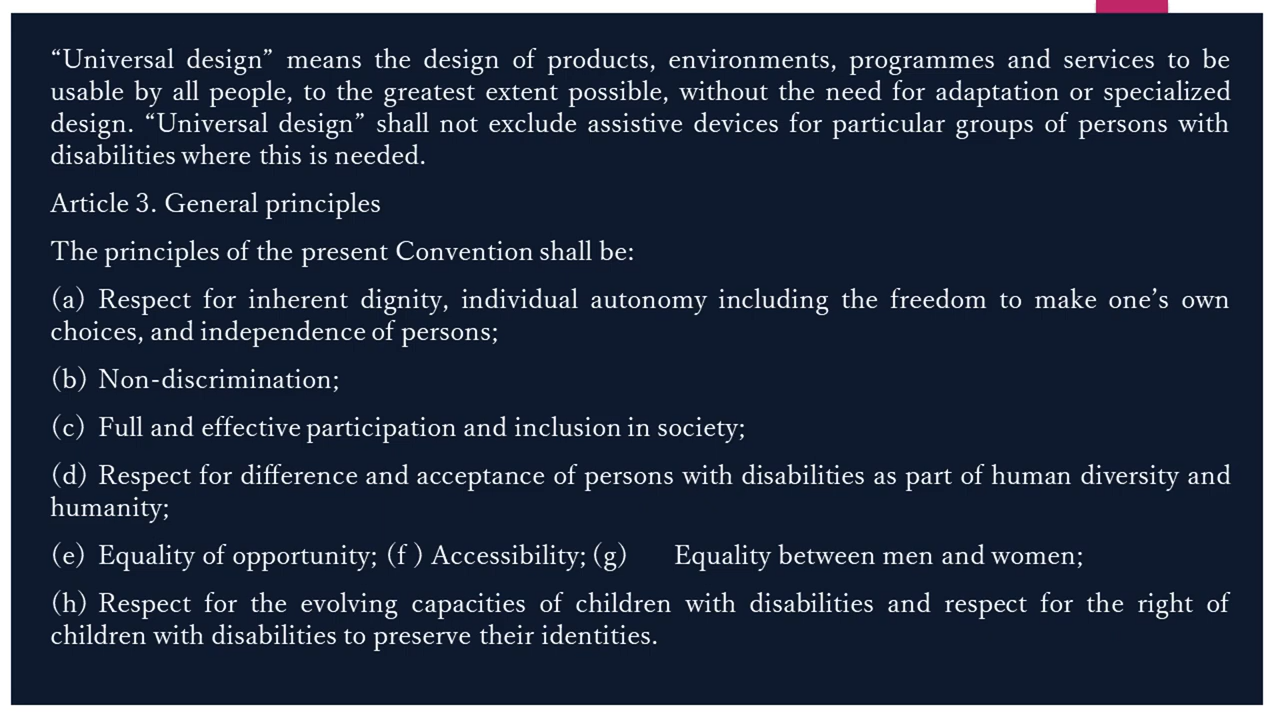 “Universal design” means the design of products, environments, programmes and services to be
usable by all people, to the greatest extent possible, without the need for adaptation or specialized
design. “Universal design” shall not exclude assistive devices for particular groups of persons with
disabilities where this is needed.
Article 3. General principles
The principles of the present Convention shall be:
(a) Respect for inherent dignity, individual autonomy including the freedom to make one’s own
choices, and independence of persons;
(b) Non-discrimination;
(c) Full and effective participation and inclusion in society;
(d) Respect for difference and acceptance of persons with disabilities as part of human diversity and
humanity;
(e) Equality of opportunity; (f ) Accessibility; (g) Equality between men and women;
(h) Respect for the evolving capacities of children with disabilities and respect for the right of
children with disabilities to preserve their identities.